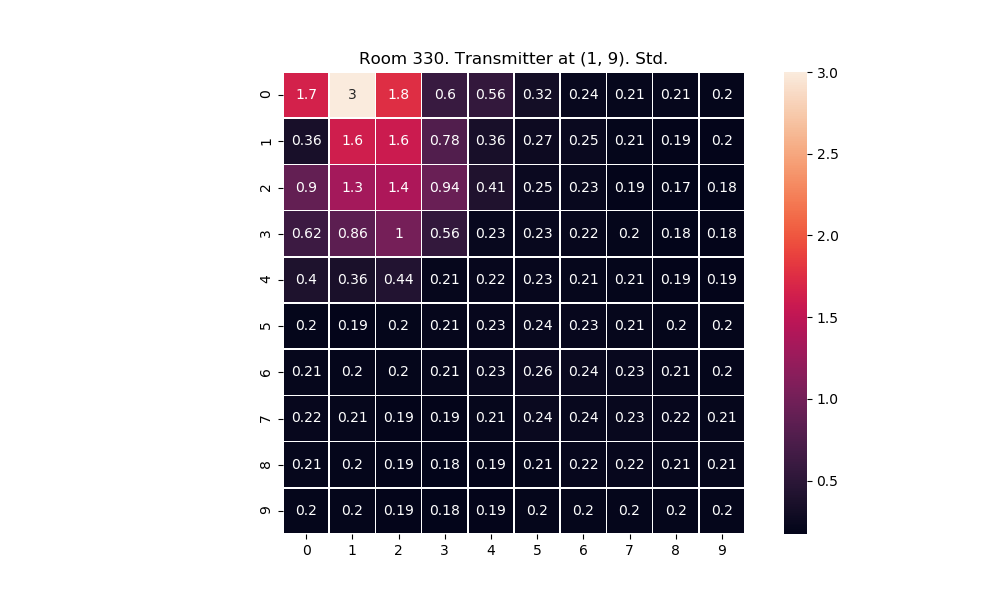 Room 330. Transmitter at (1, 9). Std.
0 1.7 3 1.8 0.6 0.56 0.32 0.24 0.21 0.21 0.2
1 0.36 1.6 1.6 0.78 0.36 0.27 0.25 0.21 0.19 0.2
2 0.9 1.3 1.4 0.94 0.41 0.25 0.23 0.19 0.17 0.18
3 0.62 0.86 1 0.56 0.23 0.23 0.22 0.2 0.18 0.18
4 0.4 0.36 0.44 0.21 0.22 0.23 0.21 0.21 0.19 0.19
5 0.2 0.19 0.2 0.21 0.23 0.24 0.23 0.21 0.2 0.2
6 0.21 0.2 0.2 0.21 0.23 0.26 0.24 0.23 0.21 0.2
7 0.22 0.21 0.19 0.19 0.21 0.24 0.24 0.23 0.22 0.21
8 0.21 0.2 0.19 0.18 0.19 0.21 0.22 0.22 0.21 0.21
9 0.2 0.2 0.19 0.18 0.19 0.2 0.2 0.2 0.2 0.2
0 1 2 3 4 5 6 7 8 9
3.0
2.5
2.0
1.5
1.0
0.5